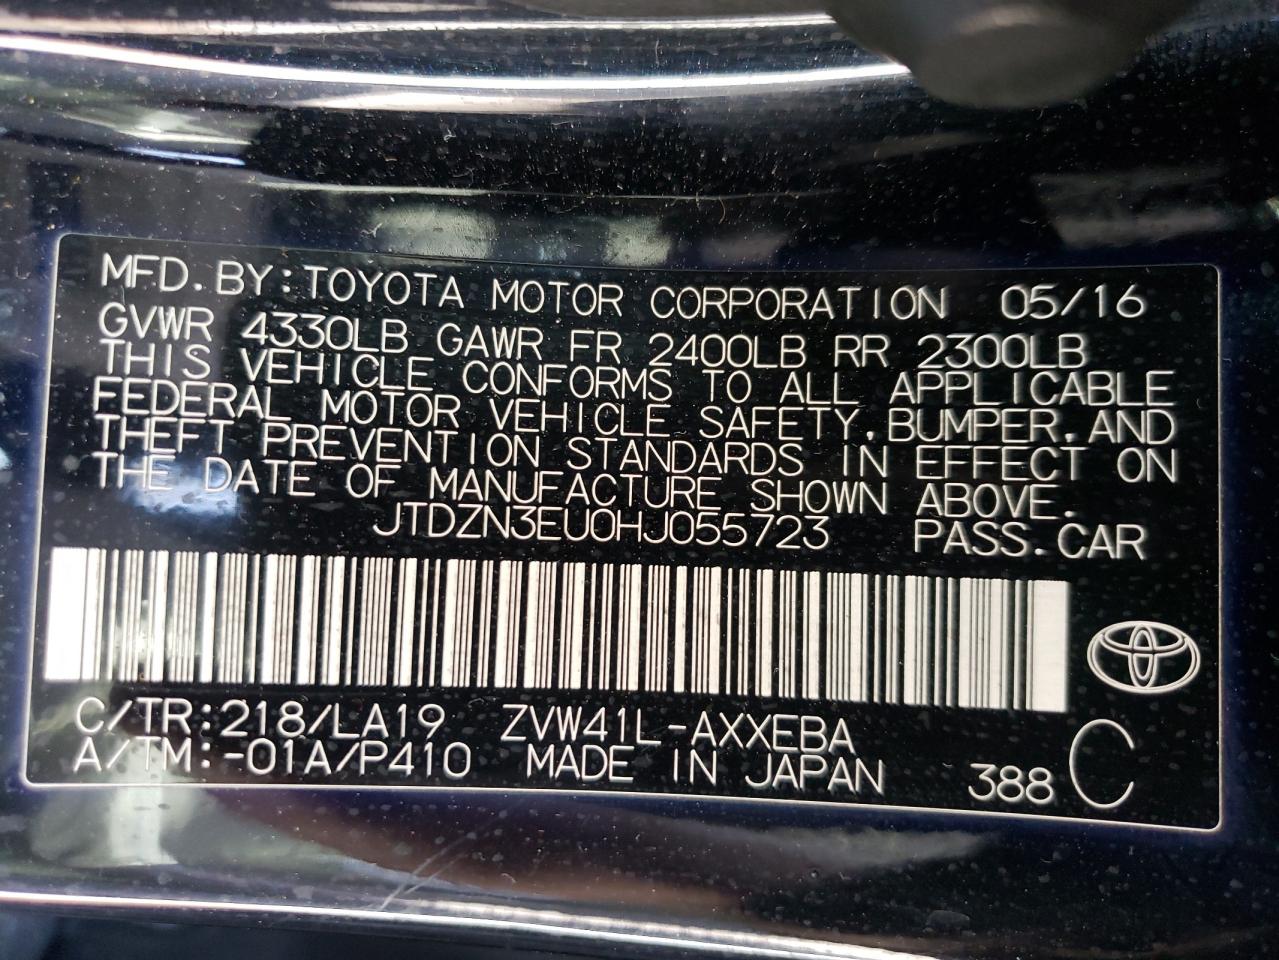 MFD. BY: TOYOTA MOTOR CORPORATION 05/16
GVWR 4330LB GAWR FR 2400LB RR 2300LB
THIS VEHICLE CONFORMS TO ALL APPLICABLE
FEDERAL MOTOR VEHICLE SAFETY, BUMPER, AND
THEFT PREVENTION STANDARDS IN EFFECT ON
THE DATE OF MANUFACTURE SHOWN ABOVE.
JTDZN3EU0HJ055723 PASS. CAR
C/TR:218/LA19 ZVW41L-AXXEBA
A/TM:-01A/P410 MADE IN JAPAN 388 C